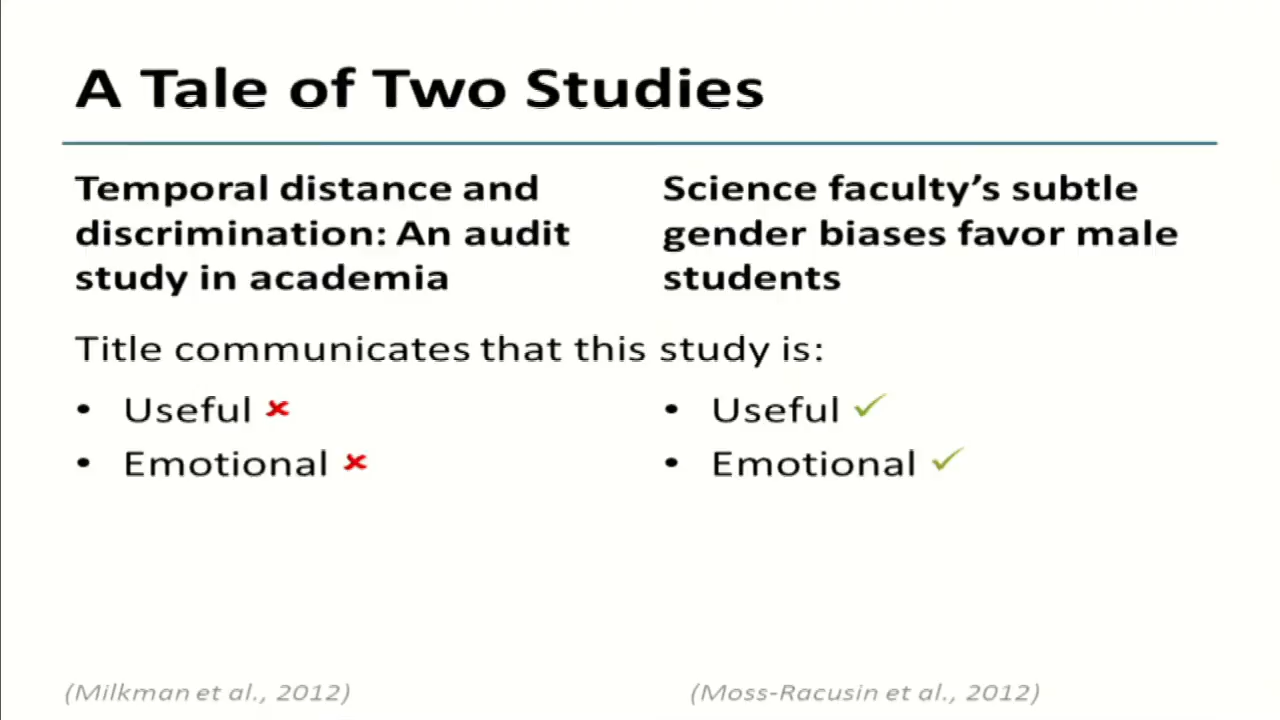 A Tale of Two Studies
Temporal distance and
discrimination: An audit
study in academia
Science faculty’s subtle
gender biases favor male
students
Title communicates that this study is:
• Useful ✘
• Emotional ✘
• Useful ✓
• Emotional ✓
(Milkman et al., 2012)
(Moss-Racusin et al., 2012)